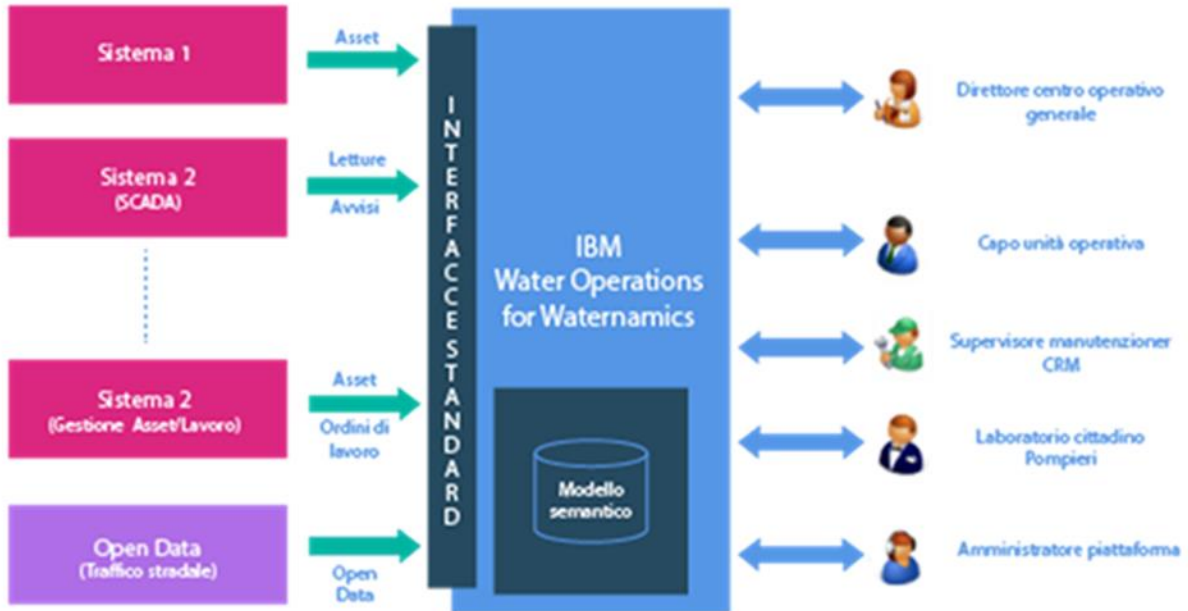 Sistema 1
Asset
Sistema 2
(SCADA)
Letture
Avvisi
Sistema 2
(Gestione Asset/Lavoro)
Asset
Ordini di
lavoro
Open Data
(Traffico stradale)
Open
Data
INTERFACCE STANDARD
IBM
Water Operations
for Waternamics
Modello
semantico
Direttore centro operativo
generale
Capo unità operativa
Supervisore manutenzioner
CRM
Laboratorio cittadino
Pompieri
Amministratore piattaforma